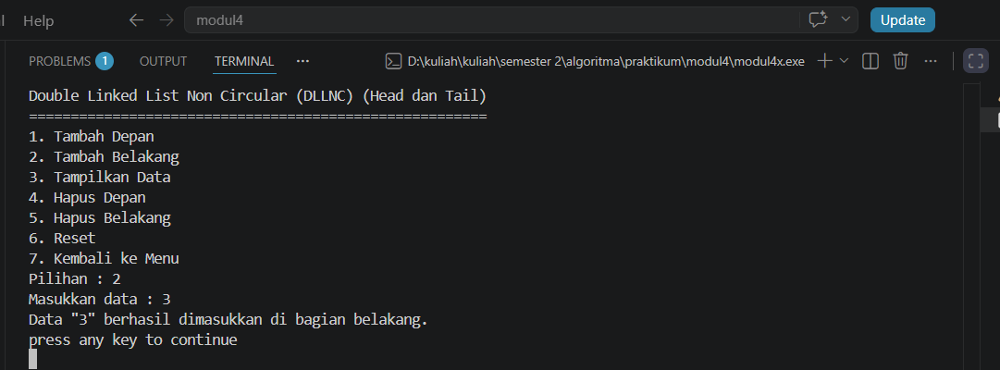 Help
modul4
Update
PROBLEMS 1 OUTPUT TERMINAL ··· D:\kuliah\kuliah\semester 2\algoritma\praktikum\modul4\modul4x.exe
Double Linked List Non Circular (DLLNC) (Head dan Tail)
=======================================================
1. Tambah Depan
2. Tambah Belakang
3. Tampilkan Data
4. Hapus Depan
5. Hapus Belakang
6. Reset
7. Kembali ke Menu
Pilihan : 2
Masukkan data : 3
Data "3" berhasil dimasukkan di bagian belakang.
press any key to continue